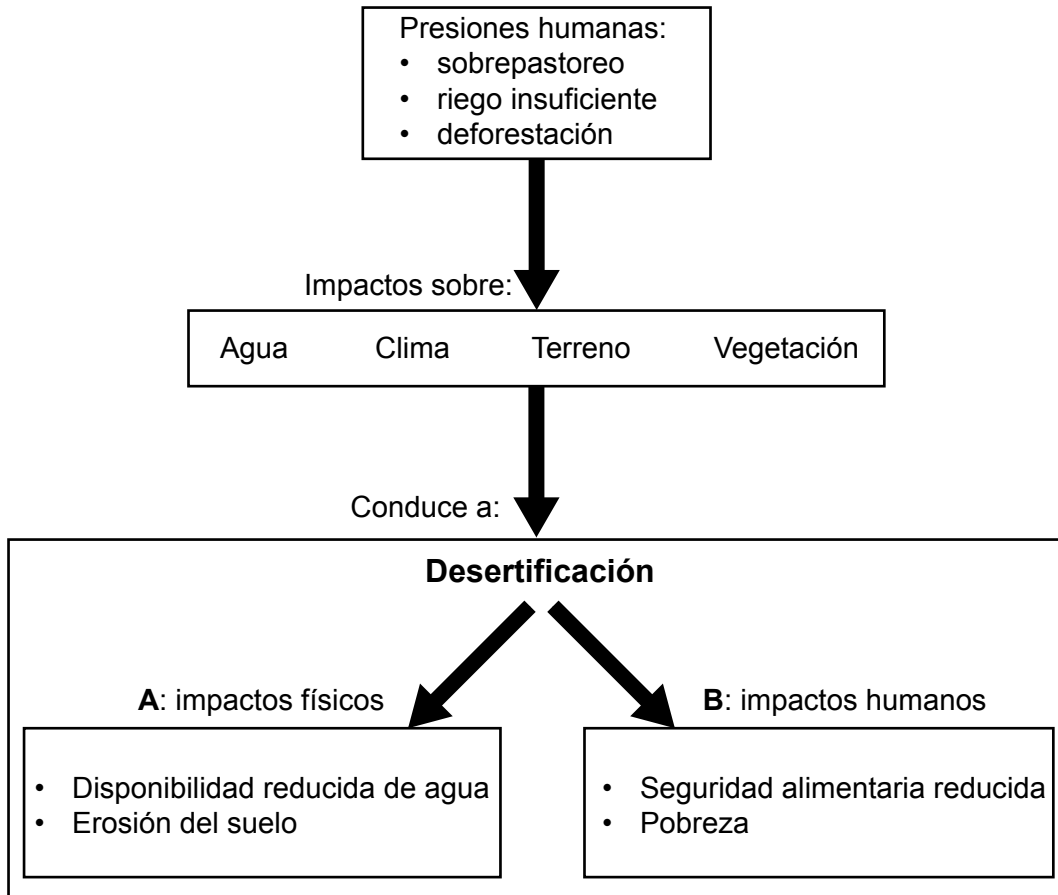 Presiones humanas:
• sobrepastoreo
• riego insuficiente
• deforestación
Impactos sobre:
Agua Clima Terreno Vegetación
Conduce a:
Desertificación
A: impactos físicos
• Disponibilidad reducida de agua
• Erosión del suelo
B: impactos humanos
• Seguridad alimentaria reducida
• Pobreza